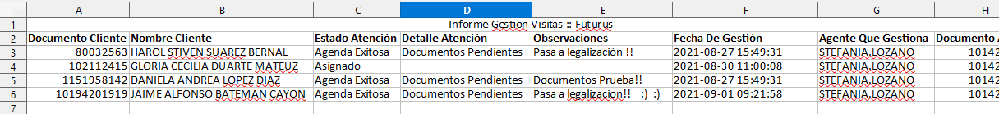 A B C D E F G H
1 Informe Gestion Visitas :: Futurus
2 Documento Cliente Nombre Cliente Estado Atención Detalle Atención Observaciones Fecha De Gestión Agente Que Gestiona Documento A
3 80032563 HAROL STIVEN SUAREZ BERNAL Agenda Exitosa Documentos Pendientes Pasa a legalización !! 2021-08-27 15:49:31 STEFANIA.LOZANO 10142
4 102112415 GLORIA CECILIA DUARTE MATEUZ Asignado 2021-08-30 11:00:08 STEFANIA.LOZANO 10142
5 1151958142 DANIELA ANDREA LOPEZ DIAZ Agenda Exitosa Documentos Pendientes Documentos Prueba!! 2021-08-27 15:49:31 STEFANIA.LOZANO 10142
6 10194201919 JAIME ALFONSO BATEMAN CAYON Agenda Exitosa Documentos Pendientes Pasa a legalizacion!! :) :) 2021-09-01 09:21:58 STEFANIA.LOZANO 10142
7